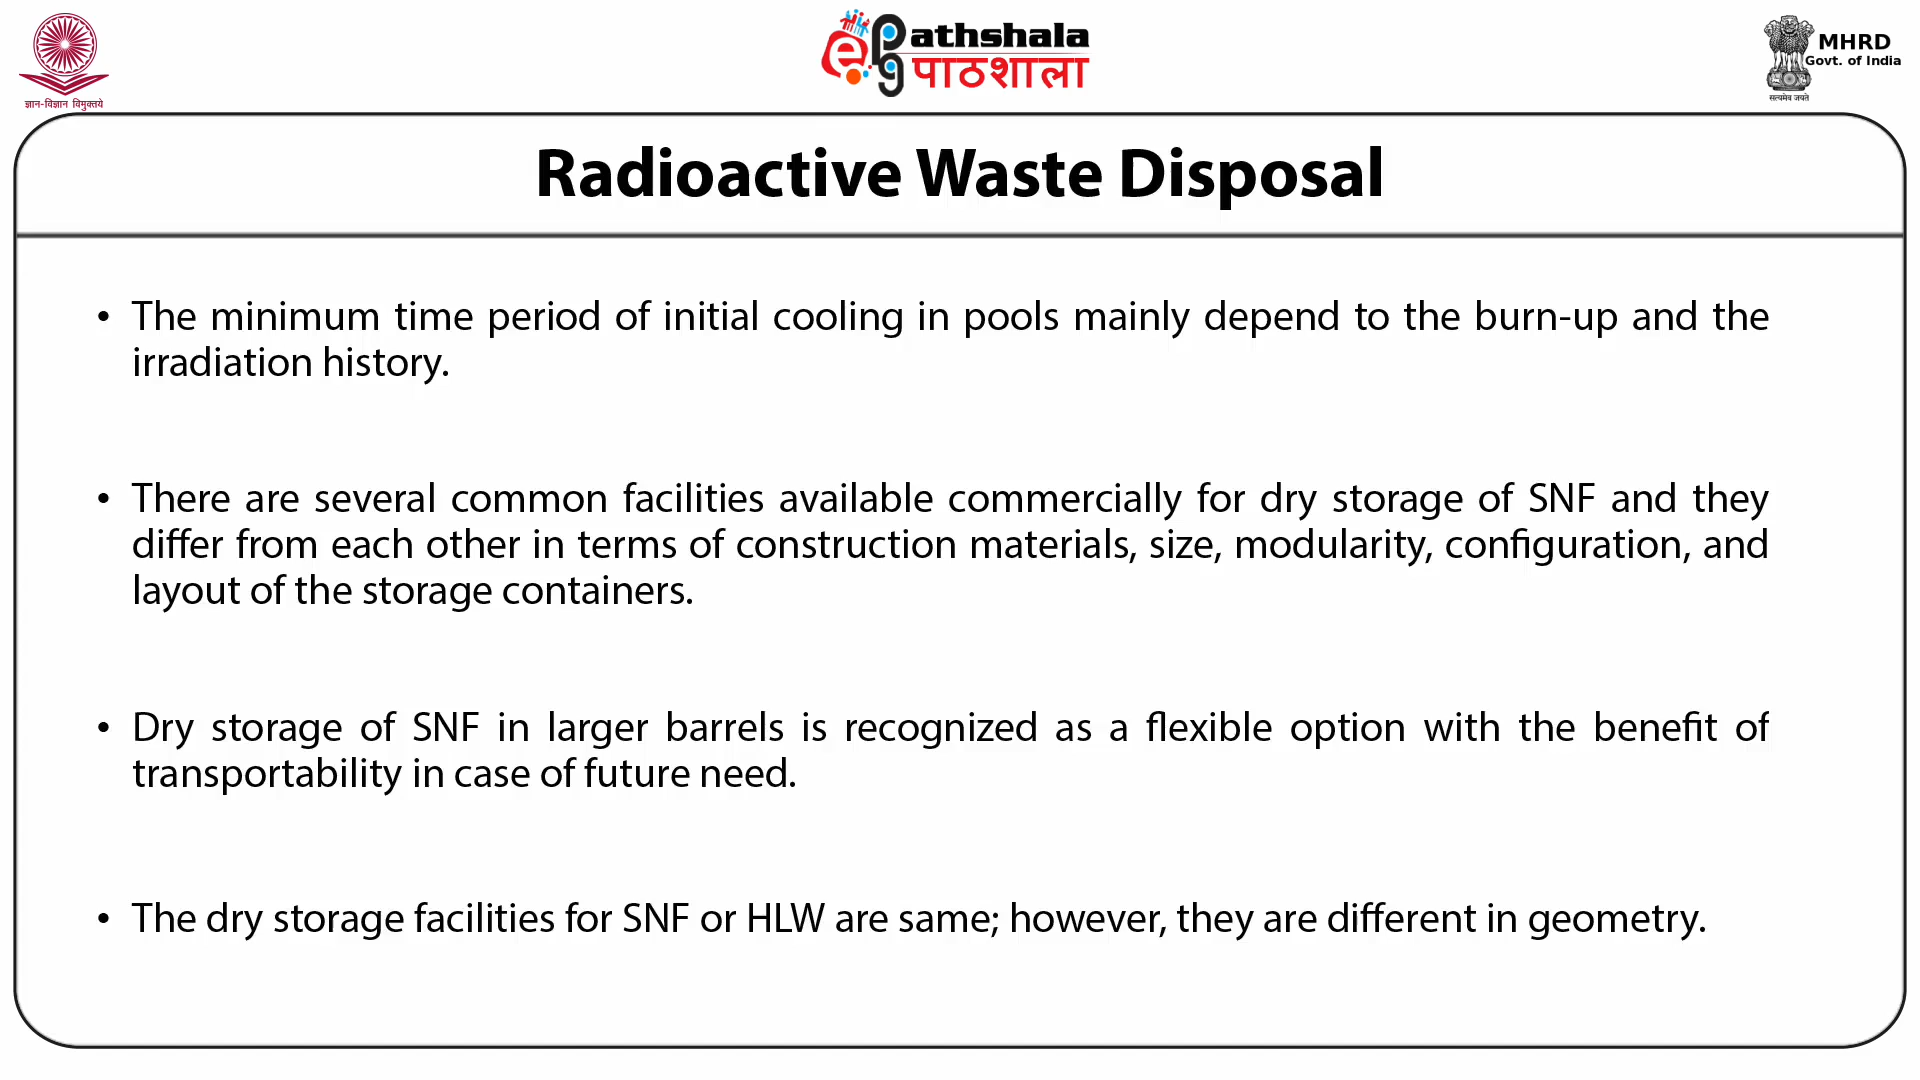 ज्ञान-विज्ञान विमुक्तये
ePG athshala
पाठशाला
MHRD
Govt. of India
सत्यमेव जयते
Radioactive Waste Disposal
• The minimum time period of initial cooling in pools mainly depend to the burn-up and the
irradiation history.
• There are several common facilities available commercially for dry storage of SNF and they
differ from each other in terms of construction materials, size, modularity, configuration, and
layout of the storage containers.
• Dry storage of SNF in larger barrels is recognized as a flexible option with the benefit of
transportability in case of future need.
• The dry storage facilities for SNF or HLW are same; however, they are different in geometry.